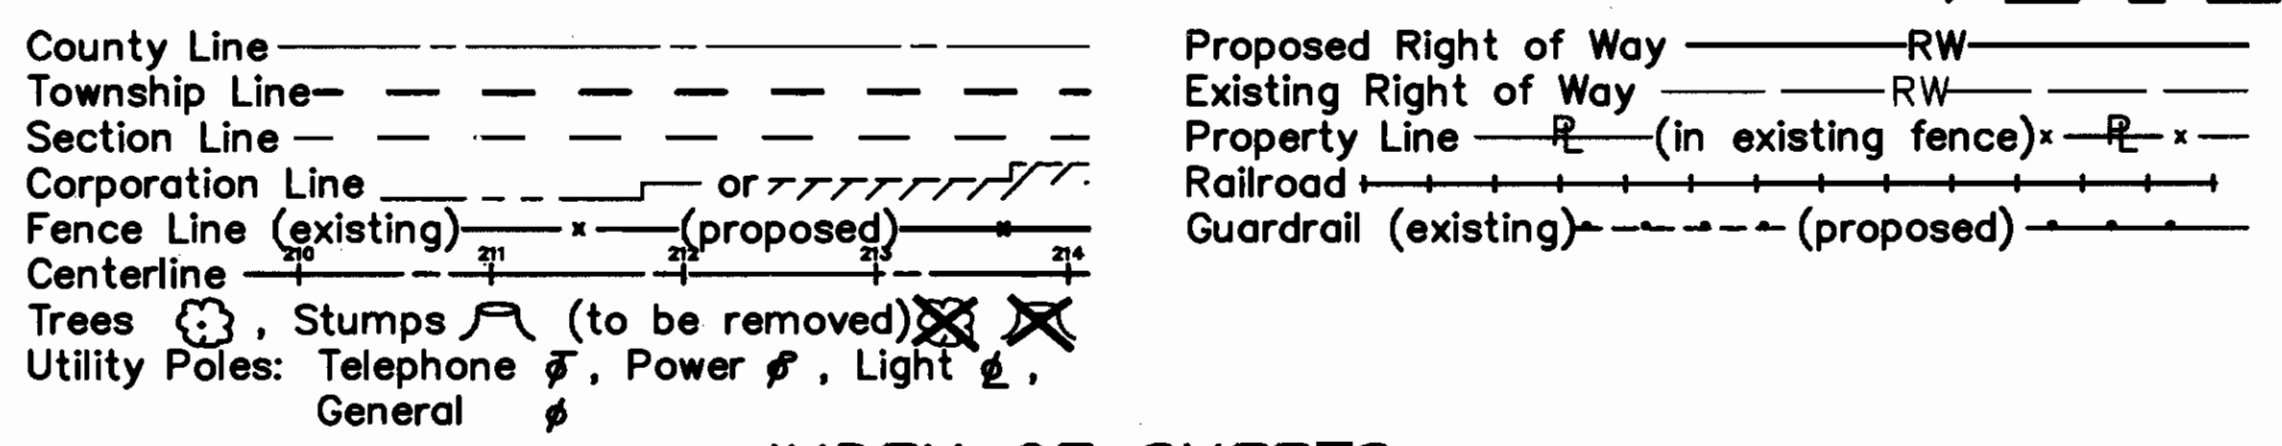 County Line
Township Line
Section Line
Corporation Line or
Fence Line (existing) x (proposed) x
210 211 212 213 214
Centerline
Trees , Stumps (to be removed)
Utility Poles: Telephone , Power , Light ,
General
Proposed Right of Way RW
Existing Right of Way RW
Property Line PL (in existing fence) x PL x
Railroad
Guardrail (existing) (proposed)